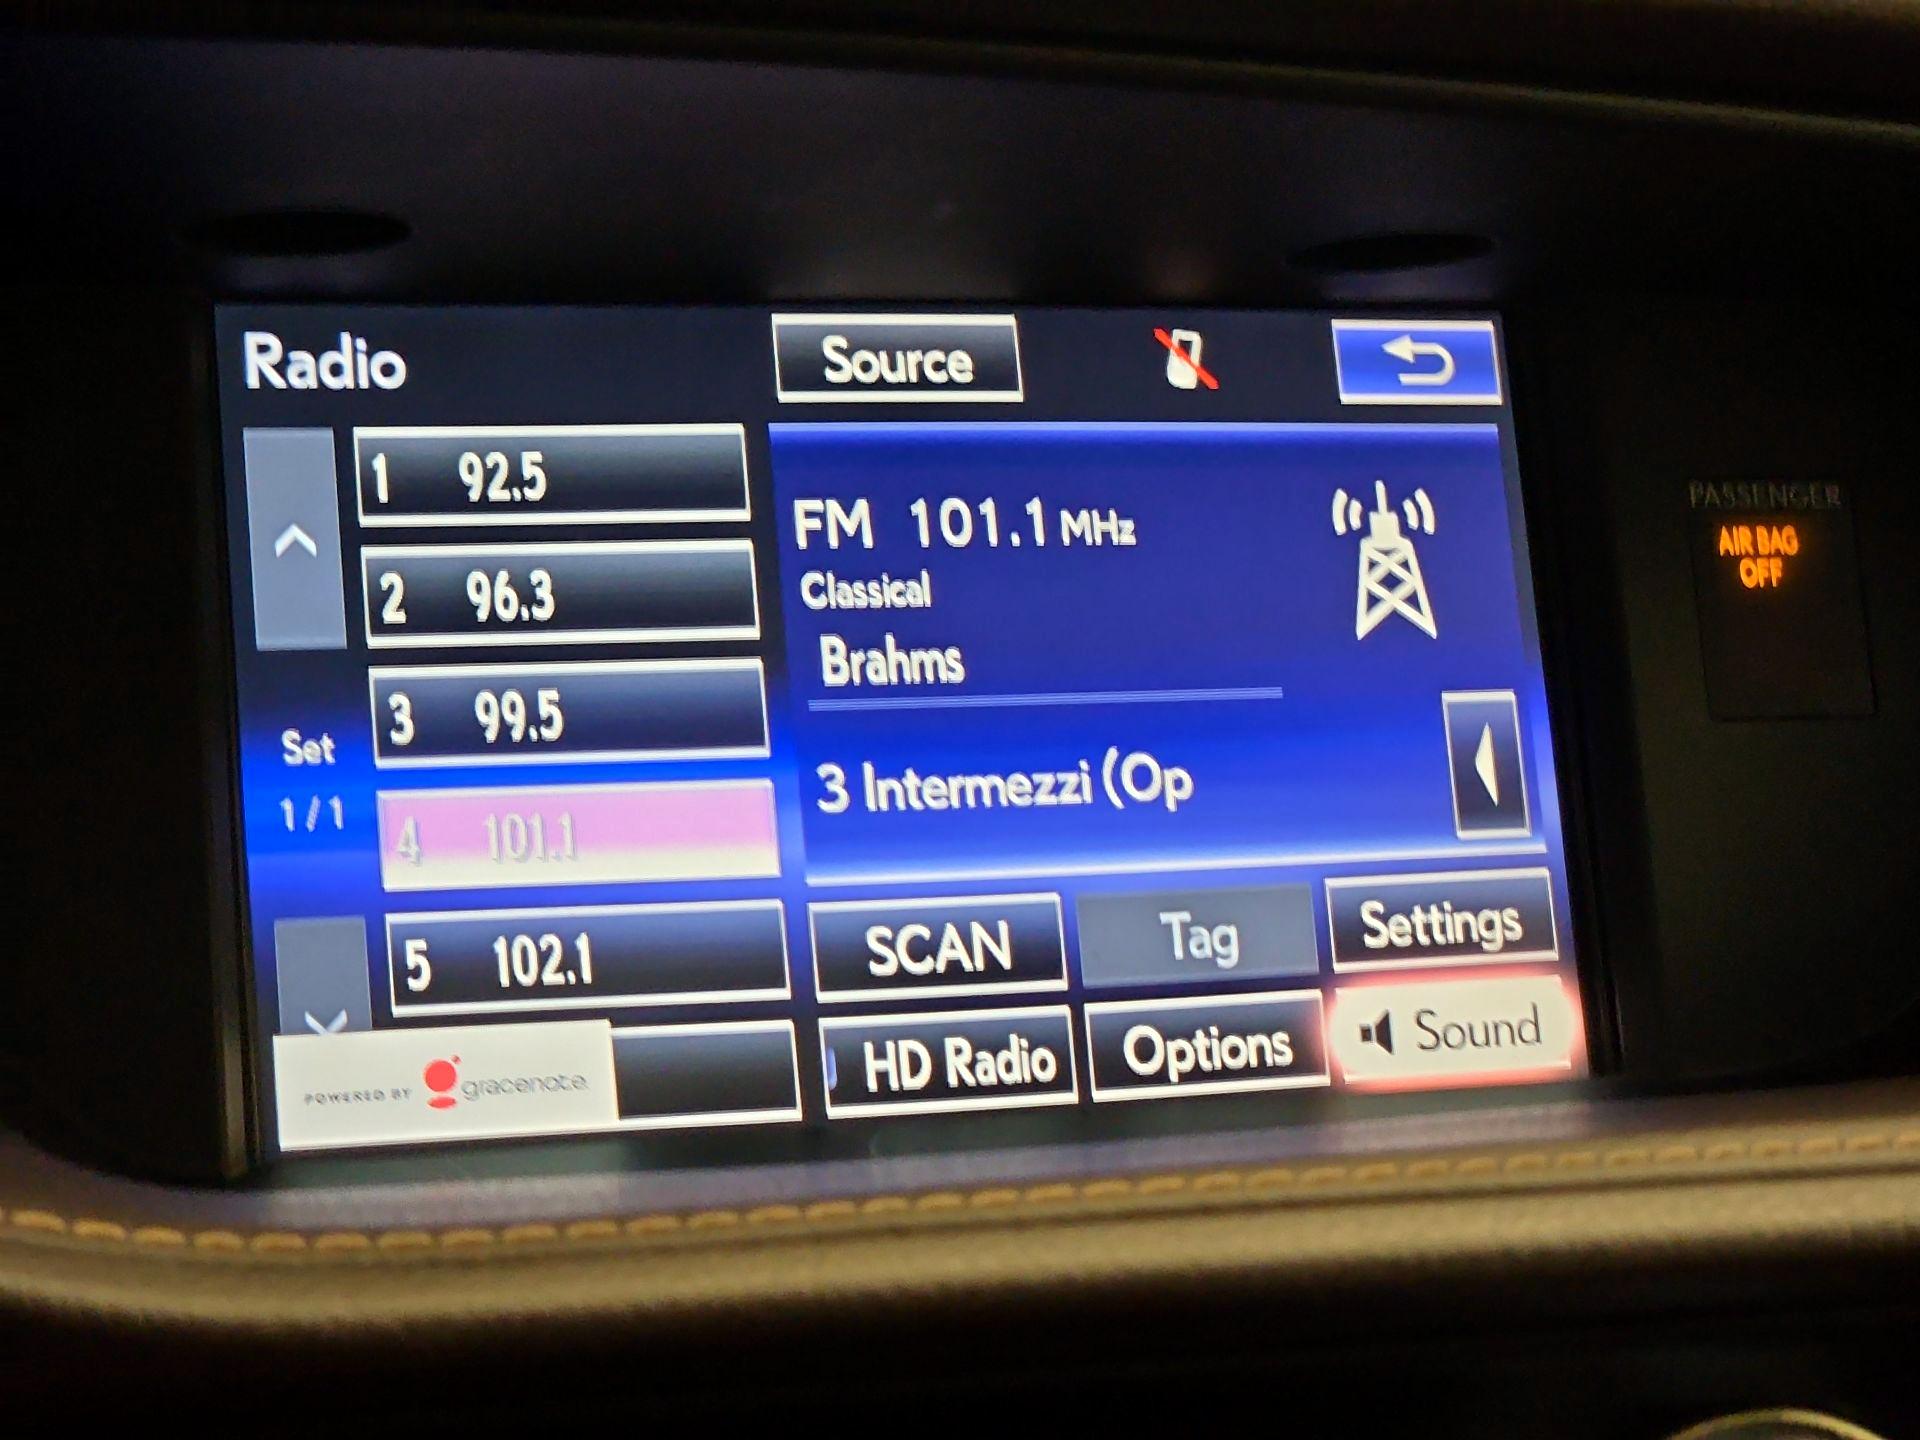 Radio
Source
1 92.5
2 96.3
3 99.5
4 101.1
5 102.1
Set
1/1
FM 101.1 MHz
Classical
Brahms
3 Intermezzi (Op
SCAN
Tag
Settings
HD Radio
Options
Sound
POWERED BY gracenote
PASSENGER
AIR BAG
OFF